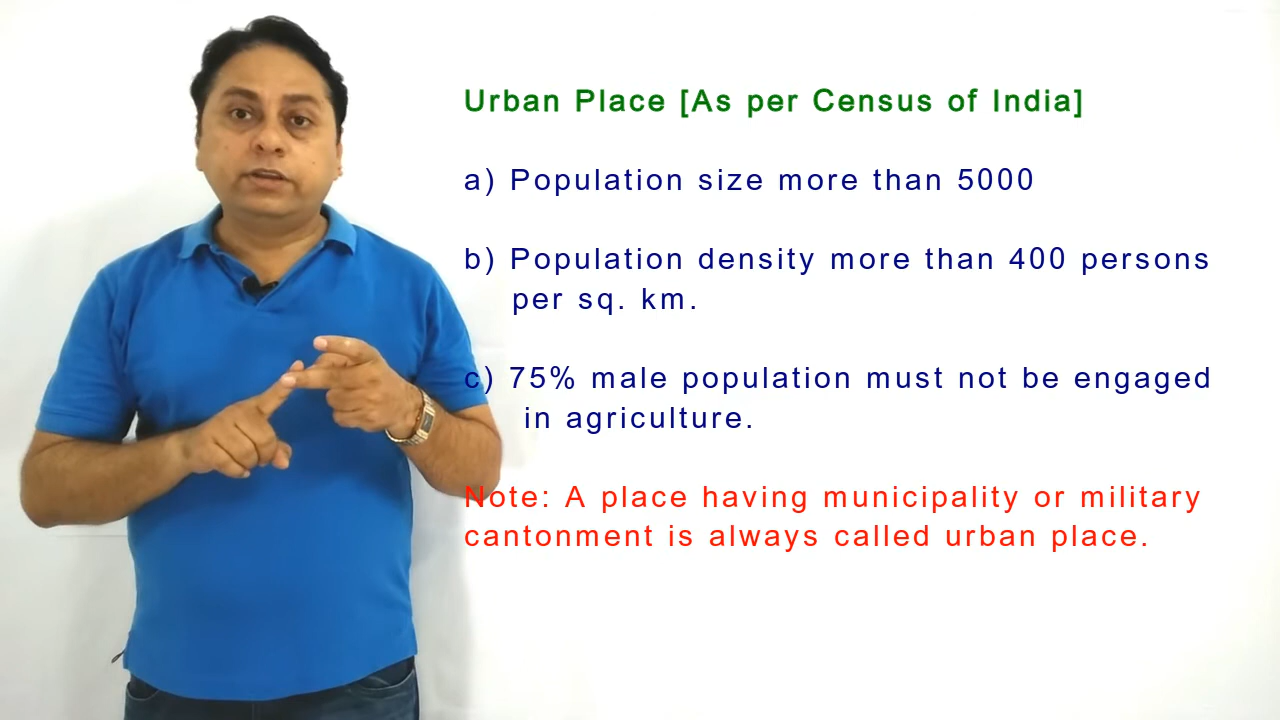 Urban Place [As per Census of India]
a) Population size more than 5000
b) Population density more than 400 persons
per sq. km.
c) 75% male population must not be engaged
in agriculture.
Note: A place having municipality or military
cantonment is always called urban place.